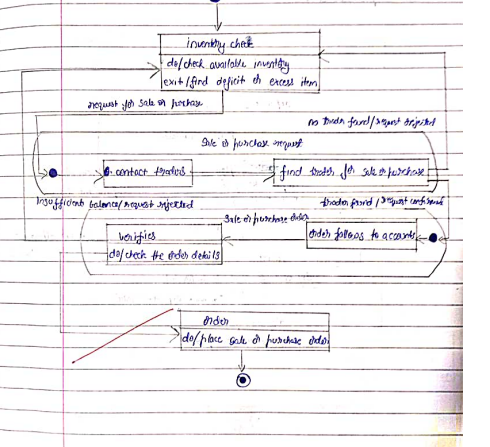 inventory check
do/check available inventory
exit/find deficit or excess item
request for sale or purchase
no trader found/request rejected
Sale or purchase request
contact traders
find trader for sale or purchase
Insufficient balance/request rejected
trader found/request confirmed
Sale or purchase order
verifies
do/check the order details
order follows to accounts
order
do/place sale or purchase order